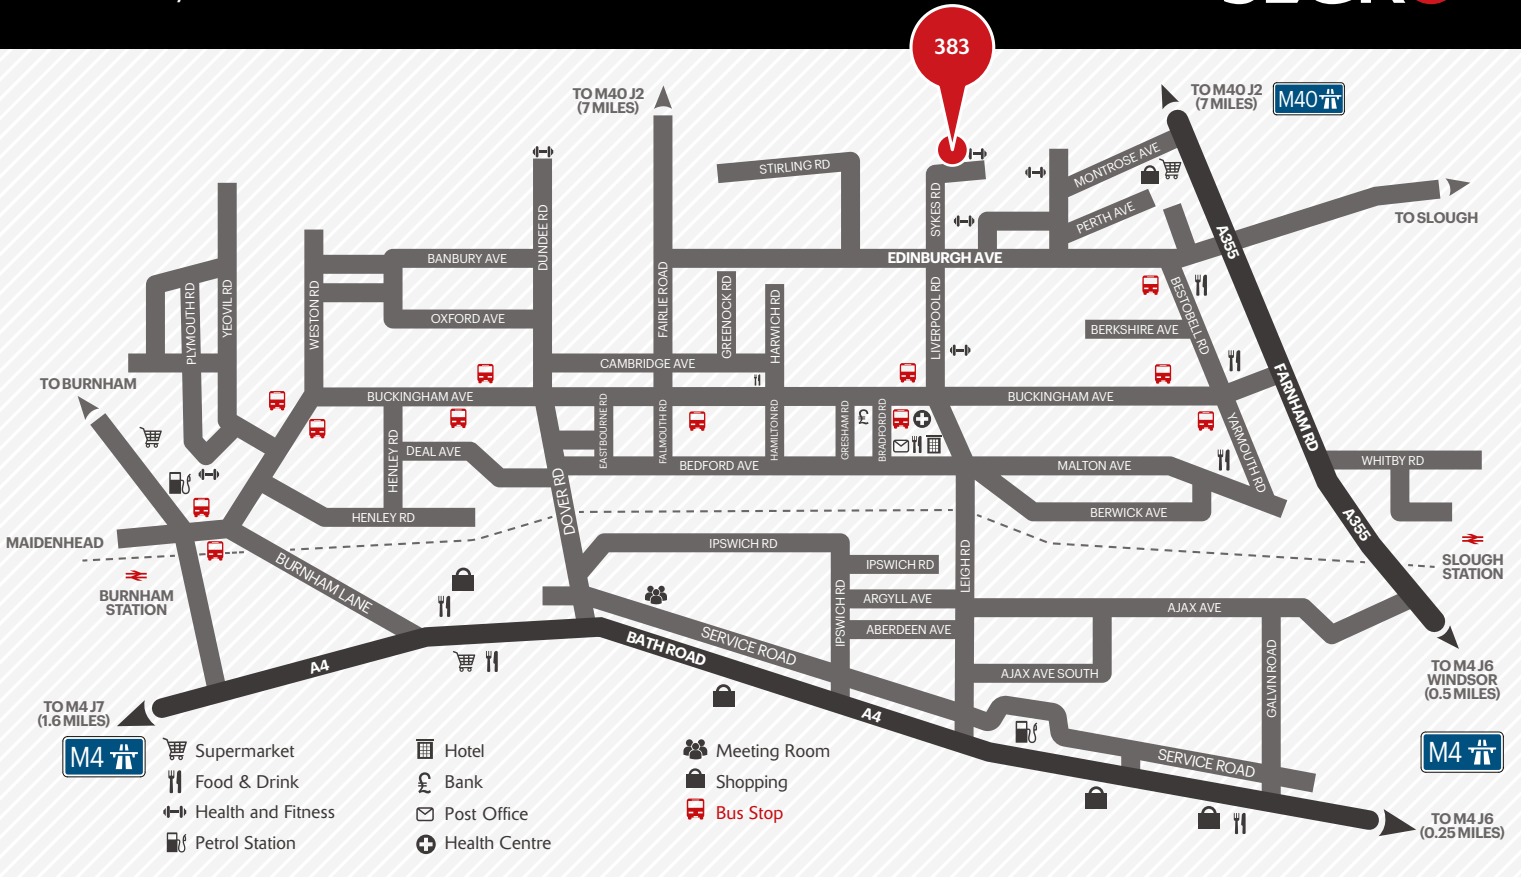 383
TO M40 J2
(7 MILES)
TO M40 J2
(7 MILES)
M40
STIRLING RD
MONTROSE AVE
PERTH AVE
TO SLOUGH
SYKES RD
DUNDEE RD
BANBURY AVE
EDINBURGH AVE
A355
FAIRLIE ROAD
GREENOCK RD
HARWICH RD
LIVERPOOL RD
BESTOBELL RD
PLYMOUTH RD
YEOVIL RD
WESTON RD
OXFORD AVE
BERKSHIRE AVE
CAMBRIDGE AVE
TO BURNHAM
BUCKINGHAM AVE
BUCKINGHAM AVE
FARNHAM RD
EASTBOURNE RD
FALMOUTH RD
HAMILTON RD
GRESHAM RD
BRADFORD RD
YARMOUTH RD
HENLEY RD
DEAL AVE
BEDFORD AVE
MALTON AVE
WHITBY RD
DOVER RD
HENLEY RD
BERWICK AVE
A355
MAIDENHEAD
IPSWICH RD
IPSWICH RD
LEIGH RD
SLOUGH
STATION
BURNHAM
STATION
BURNHAM LANE
IPSWICH RD
ARGYLL AVE
AJAX AVE
ABERDEEN AVE
SERVICE ROAD
BATH ROAD
A4
AJAX AVE SOUTH
GALVIN ROAD
TO M4 J6
WINDSOR
(0.5 MILES)
TO M4 J7
(1.6 MILES)
A4
M4
SERVICE ROAD
M4
TO M4 J6
(0.25 MILES)
Supermarket
Food & Drink
Health and Fitness
Petrol Station
Hotel
£ Bank
Post Office
Health Centre
Meeting Room
Shopping
Bus Stop